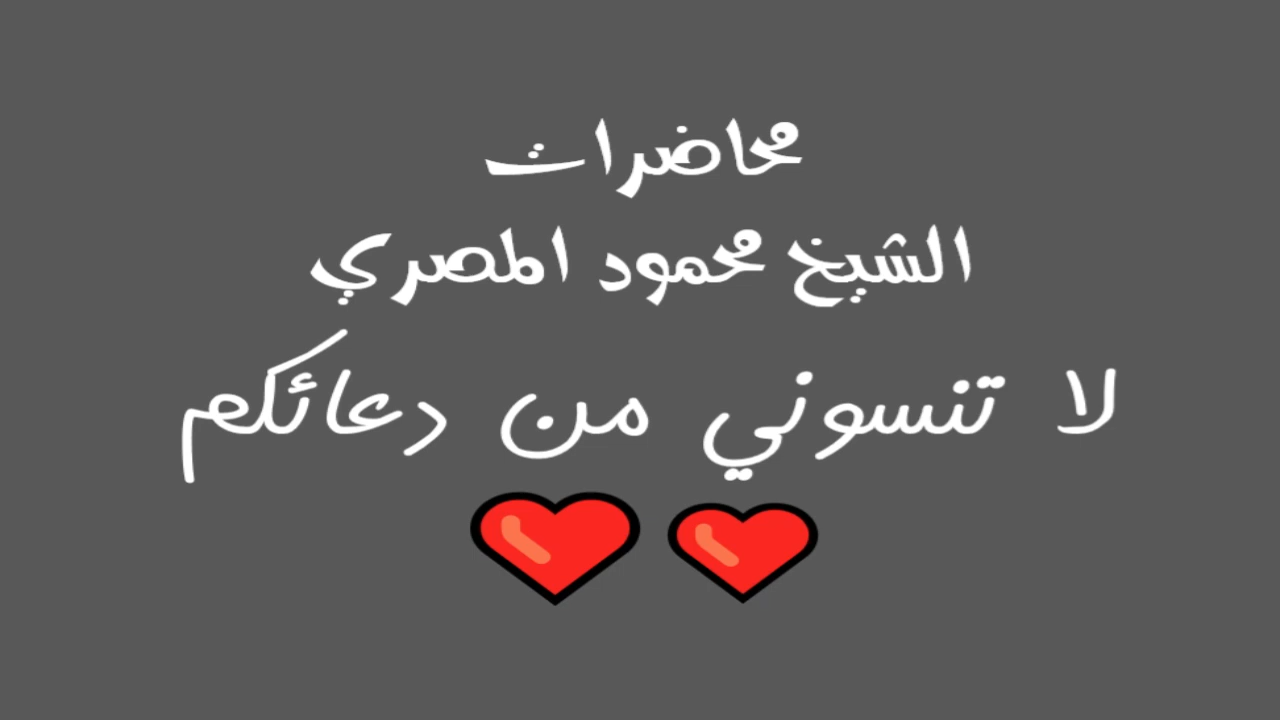 محاضرات
الشيخ محمود المصري
لا تنسوني من دعائكم